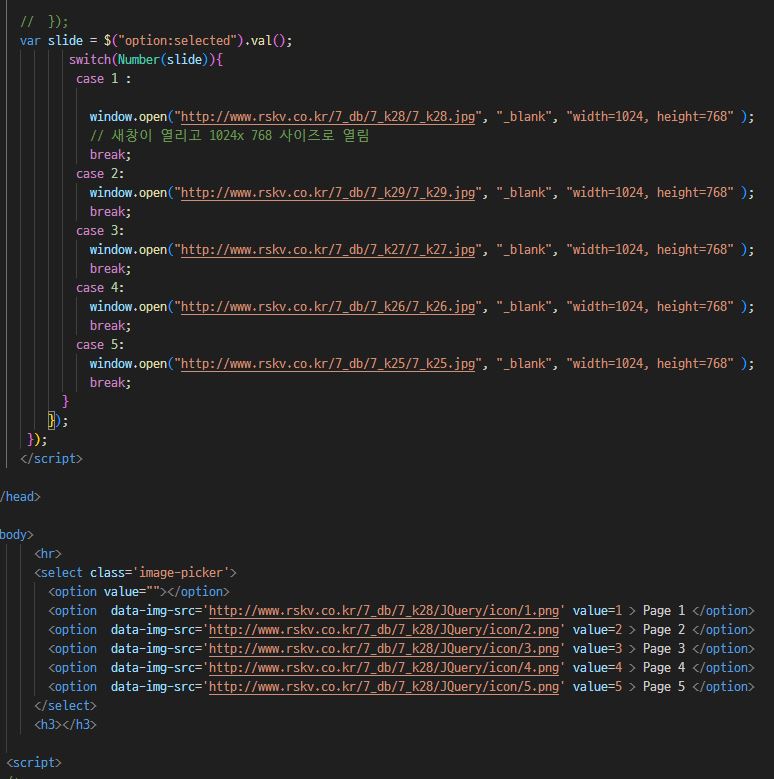 //  });
var slide = $("option:selected").val();
switch(Number(slide)){
case 1 :
window.open("http://www.rskv.co.kr/7_db/7_k28/7_k28.jpg", "_blank", "width=1024, height=768" );
// 새창이 열리고 1024x 768 사이즈로 열림
break;
case 2:
window.open("http://www.rskv.co.kr/7_db/7_k29/7_k29.jpg", "_blank", "width=1024, height=768" );
break;
case 3:
window.open("http://www.rskv.co.kr/7_db/7_k27/7_k27.jpg", "_blank", "width=1024, height=768" );
break;
case 4:
window.open("http://www.rskv.co.kr/7_db/7_k26/7_k26.jpg", "_blank", "width=1024, height=768" );
break;
case 5:
window.open("http://www.rskv.co.kr/7_db/7_k25/7_k25.jpg", "_blank", "width=1024, height=768" );
break;
}
});
});
</script>
/head>
body>
<hr>
<select class='image-picker'>
<option value=""></option>
<option  data-img-src='http://www.rskv.co.kr/7_db/7_k28/JQuery/icon/1.png' value=1 > Page 1 </option>
<option  data-img-src='http://www.rskv.co.kr/7_db/7_k28/JQuery/icon/2.png' value=2 > Page 2 </option>
<option  data-img-src='http://www.rskv.co.kr/7_db/7_k28/JQuery/icon/3.png' value=3 > Page 3 </option>
<option  data-img-src='http://www.rskv.co.kr/7_db/7_k28/JQuery/icon/4.png' value=4 > Page 4 </option>
<option  data-img-src='http://www.rskv.co.kr/7_db/7_k28/JQuery/icon/5.png' value=5 > Page 5 </option>
</select>
<h3></h3>
<script>